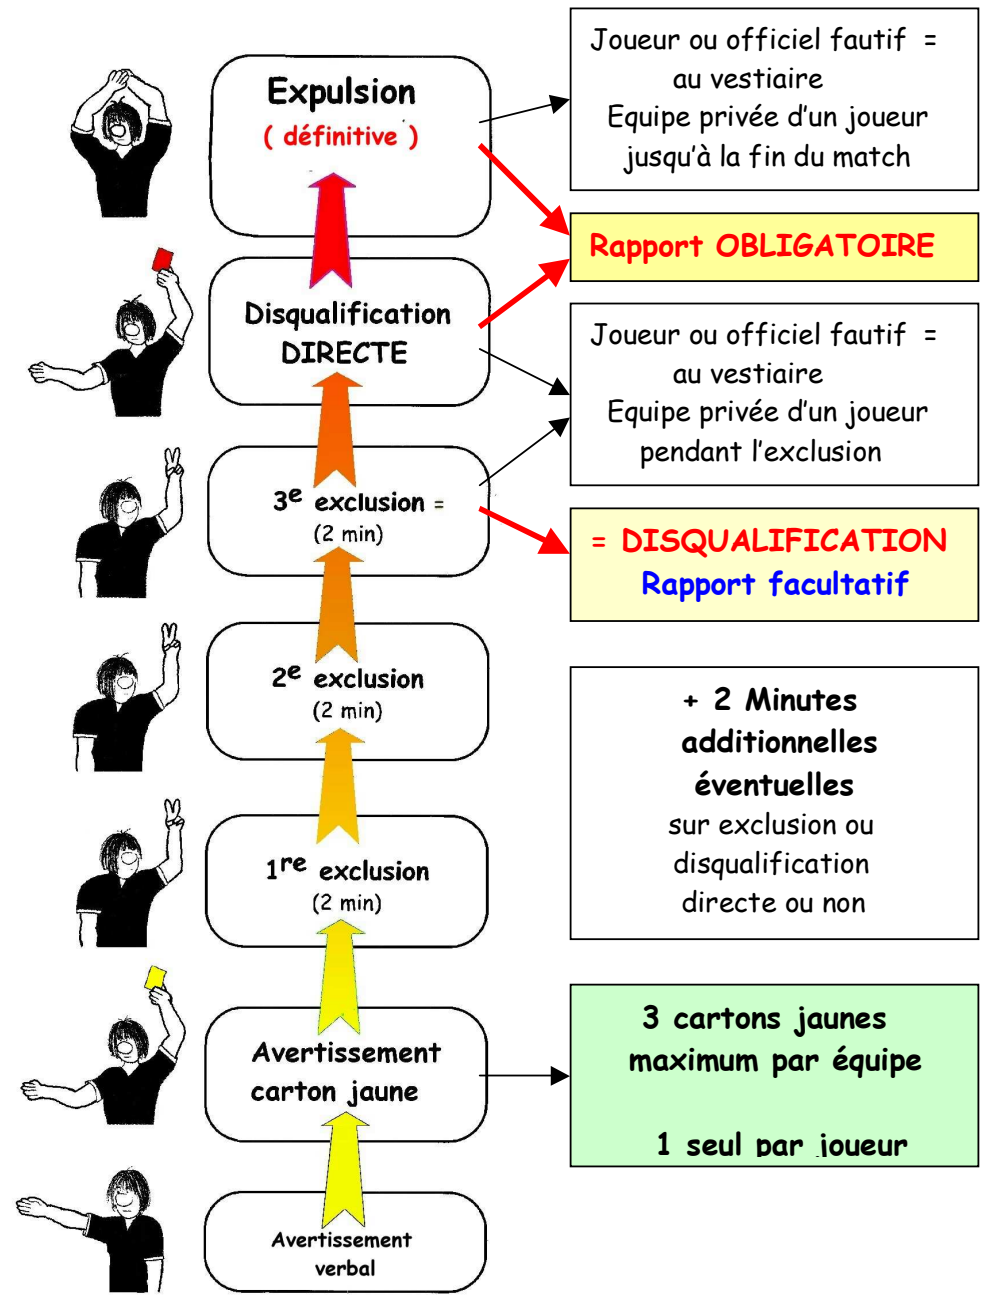 Expulsion
( définitive )
Joueur ou officiel fautif =
au vestiaire
Equipe privée d'un joueur
jusqu'à la fin du match
Rapport OBLIGATOIRE
Disqualification
DIRECTE
Joueur ou officiel fautif =
au vestiaire
Equipe privée d'un joueur
pendant l'exclusion
3e exclusion =
(2 min)
= DISQUALIFICATION
Rapport facultatif
2e exclusion
(2 min)
+ 2 Minutes
additionnelles
éventuelles
sur exclusion ou
disqualification
directe ou non
1re exclusion
(2 min)
Avertissement
carton jaune
3 cartons jaunes
maximum par équipe
1 seul par joueur
Avertissement
verbal